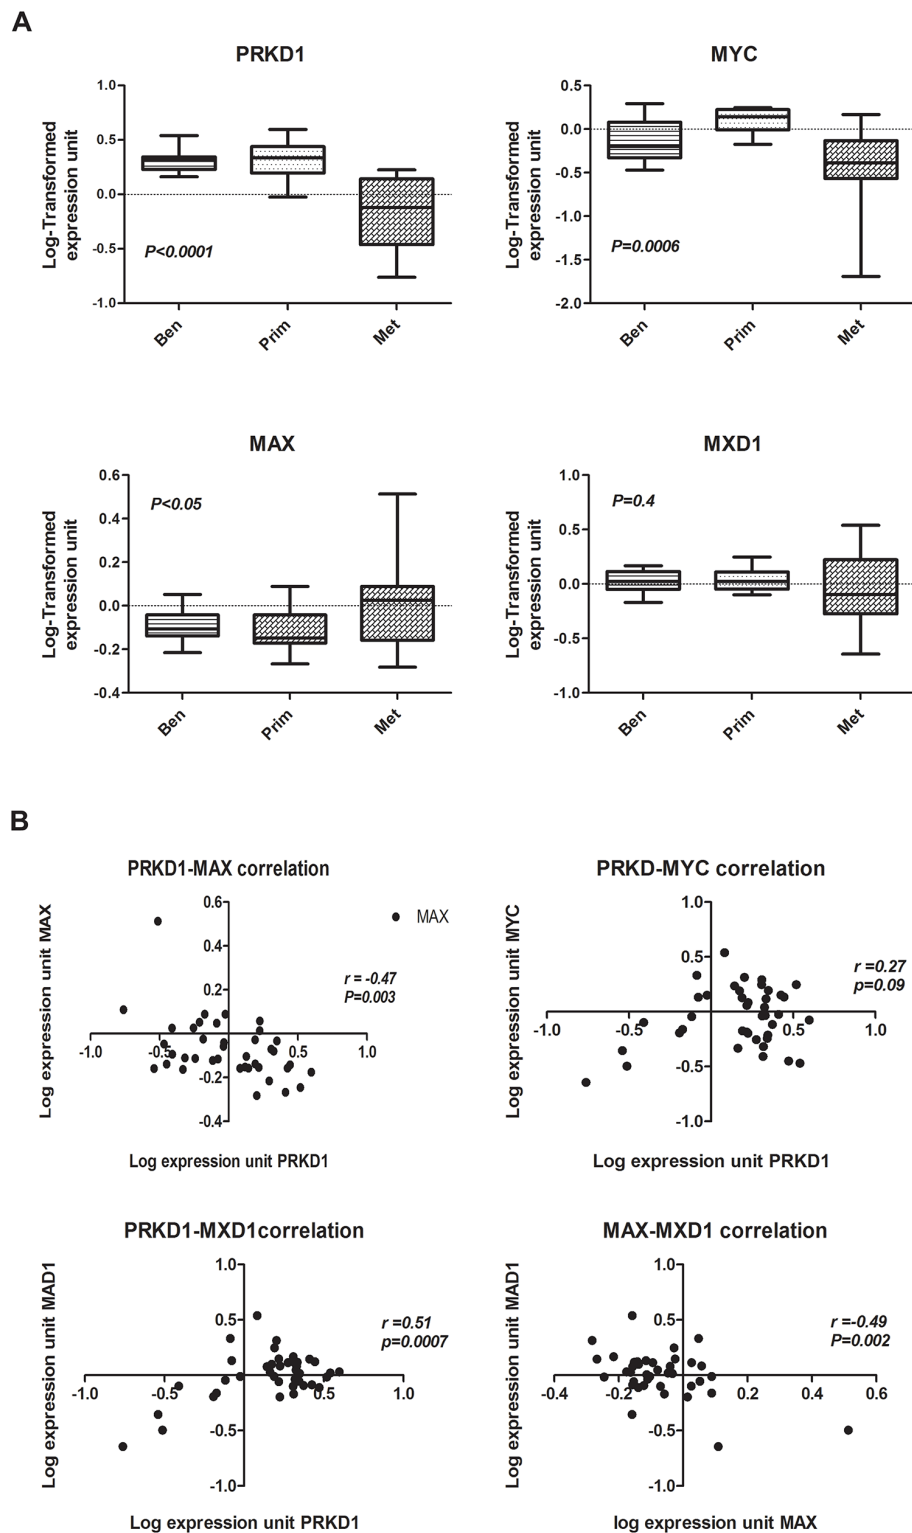 A
PRKD1
Log-Transformed
expression unit
1.0
0.5
0.0
-0.5
-1.0
P<0.0001
Ben
Prim
Met
MYC
Log-Transformed
expression unit
0.5
0.0
-0.5
-1.0
-1.5
-2.0
P=0.0006
Ben
Prim
Met
MAX
Log-Transformed
expression unit
0.6
0.4
0.2
0.0
-0.2
-0.4
P<0.05
Ben
Prim
Met
MXD1
Log-Transformed
expression unit
1.0
0.5
0.0
-0.5
-1.0
P=0.4
Ben
Prim
Met
B
PRKD1-MAX correlation
Log expression unit MAX
0.6
0.4
0.2
-0.2
-0.4
-1.0
-0.5
0.5
1.0
MAX
r = -0.47
P=0.003
Log expression unit PRKD1
PRKD-MYC correlation
Log expression unit MYC
1.0
0.5
-0.5
-1.0
-1.0
-0.5
0.5
1.0
r =0.27
p=0.09
Log expression unit PRKD1
PRKD1-MXD1correlation
Log expression unit MAD1
1.0
0.5
-0.5
-1.0
-1.0
-0.5
0.5
1.0
r =0.51
p=0.0007
Log expression unit PRKD1
MAX-MXD1 correlation
Log expression unit MAD1
1.0
0.5
-0.5
-1.0
-0.4
-0.2
0.2
0.4
0.6
r =-0.49
P=0.002
log expression unit MAX